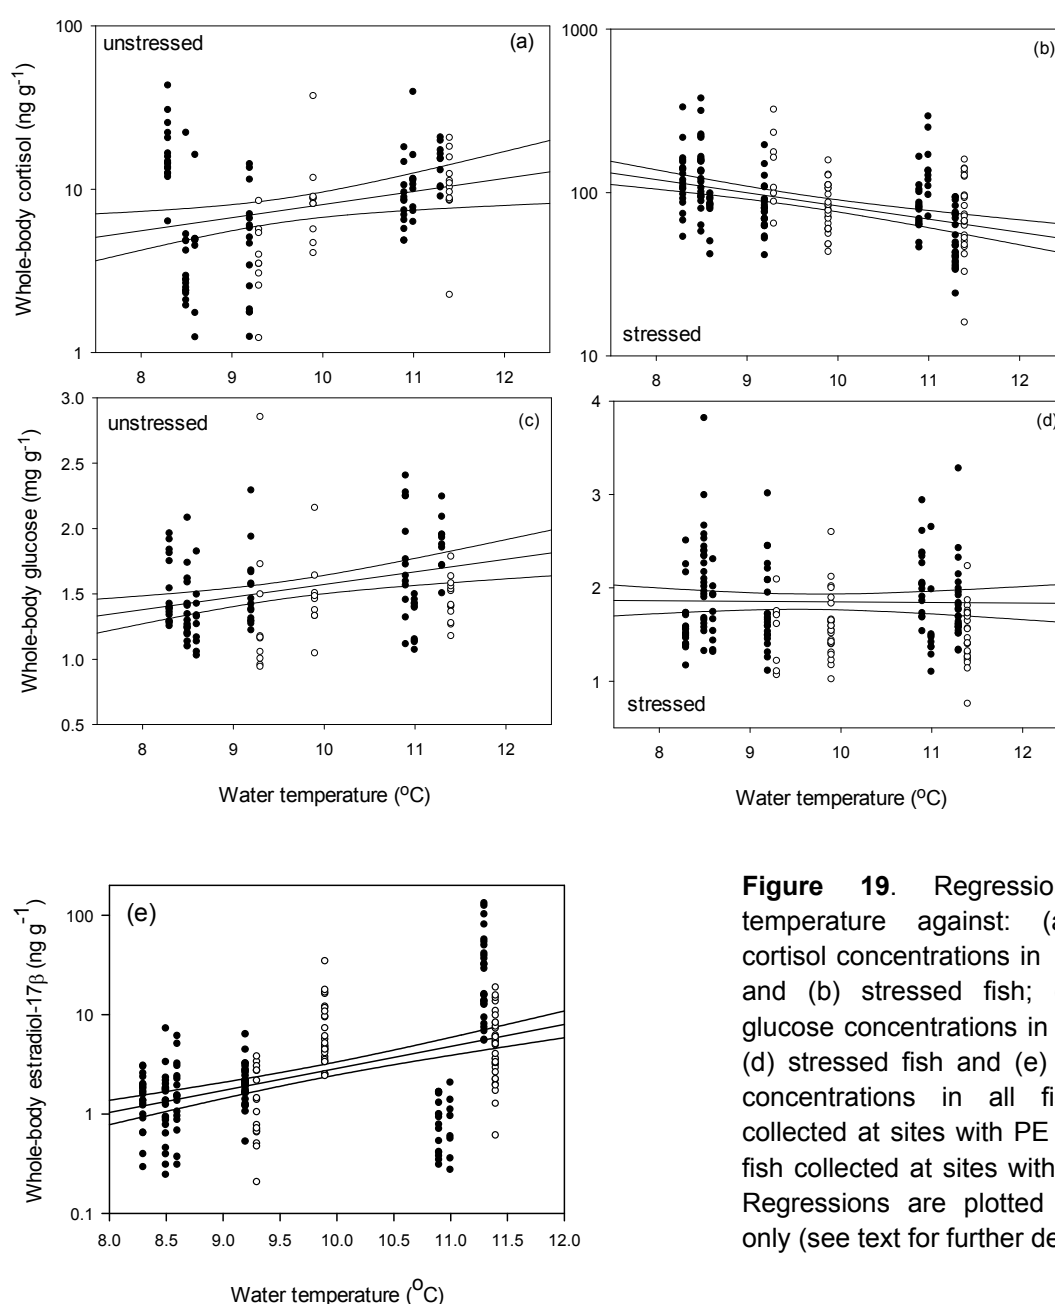 unstressed
(a)
Whole-body cortisol (ng g-1)
100
10
1
8 9 10 11 12
(b)
stressed
1000
100
10
8 9 10 11 12
unstressed
(c)
Whole-body glucose (mg g-1)
3.0
2.5
2.0
1.5
1.0
0.5
8 9 10 11 12
Water temperature (oC)
(d)
stressed
4
3
2
1
8 9 10 11 12
Water temperature (oC)
(e)
Whole-body estradiol-17β (ng g-1)
100
10
1
0.1
8.0 8.5 9.0 9.5 10.0 10.5 11.0 11.5 12.0
Water temperature (oC)
Figure 19. Regressio
temperature against: (a
cortisol concentrations in
and (b) stressed fish;
glucose concentrations in
(d) stressed fish and (e)
concentrations in all fi
collected at sites with PE
fish collected at sites with
Regressions are plotted
only (see text for further de